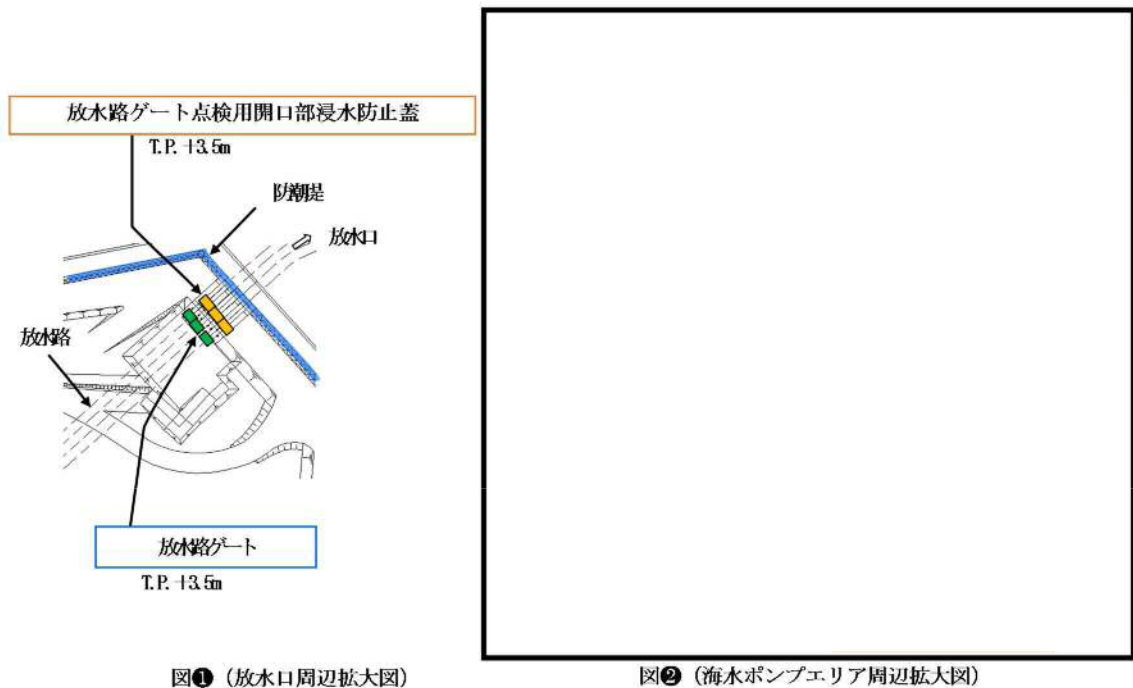 放水路ゲート点検用開口部浸水防止蓋
T.P.+3.5m
防潮堤
放水口
放水路
放水路ゲート
T.P.+3.5m
図❶（放水口周辺拡大図）
図❷（海水ポンプエリア周辺拡大図）